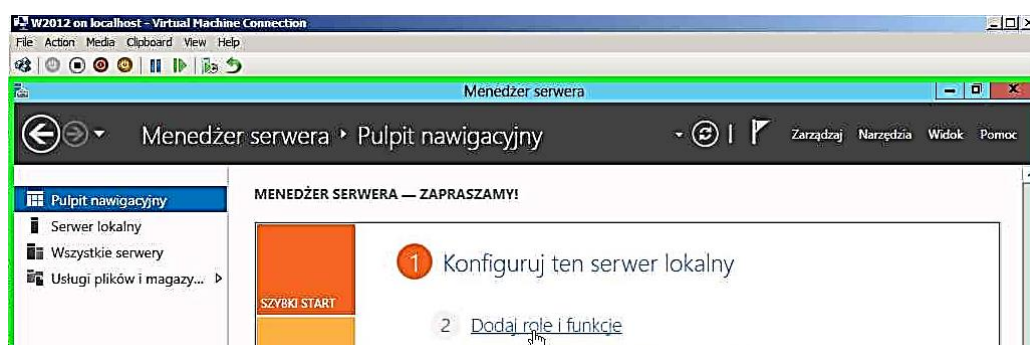 W2012 on localhost - Virtual Machine Connection
File Action Media Clipboard View Help
Menedżer serwera
Menedżer serwera ▸ Pulpit nawigacyjny
Zarządzaj Narzędzia Widok Pomoc
Pulpit nawigacyjny
Serwer lokalny
Wszystkie serwery
Usługi plików i magazy...
MENEDŻER SERWERA — ZAPRASZAMY!
SZYBKI START
1 Konfiguruj ten serwer lokalny
2 Dodaj role i funkcje